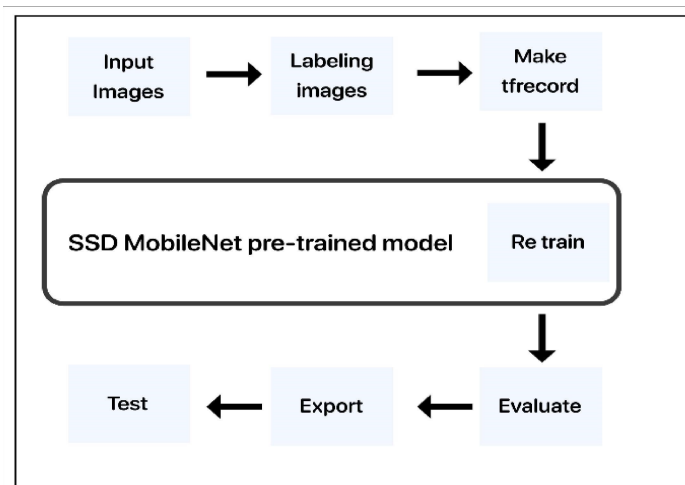 Input
Images
Labeling
images
Make
tfrecord
SSD MobileNet pre-trained model
Re train
Test
Export
Evaluate